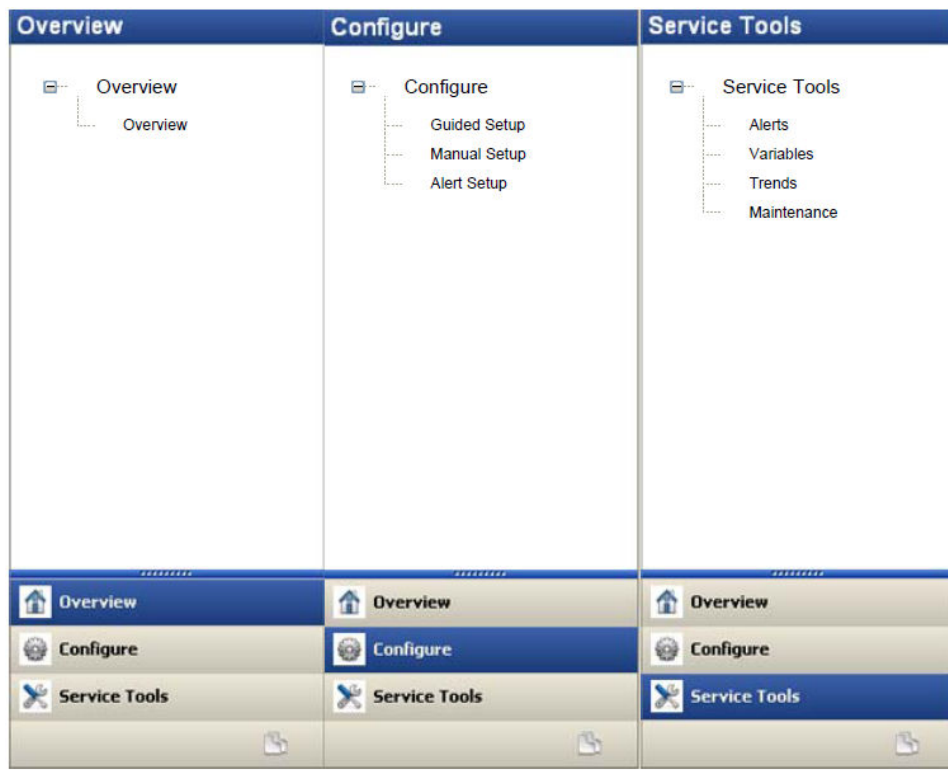 Overview
Overview
Overview
Overview
Configure
Service Tools
Configure
Configure
Guided Setup
Manual Setup
Alert Setup
Overview
Configure
Service Tools
Service Tools
Service Tools
Alerts
Variables
Trends
Maintenance
Overview
Configure
Service Tools